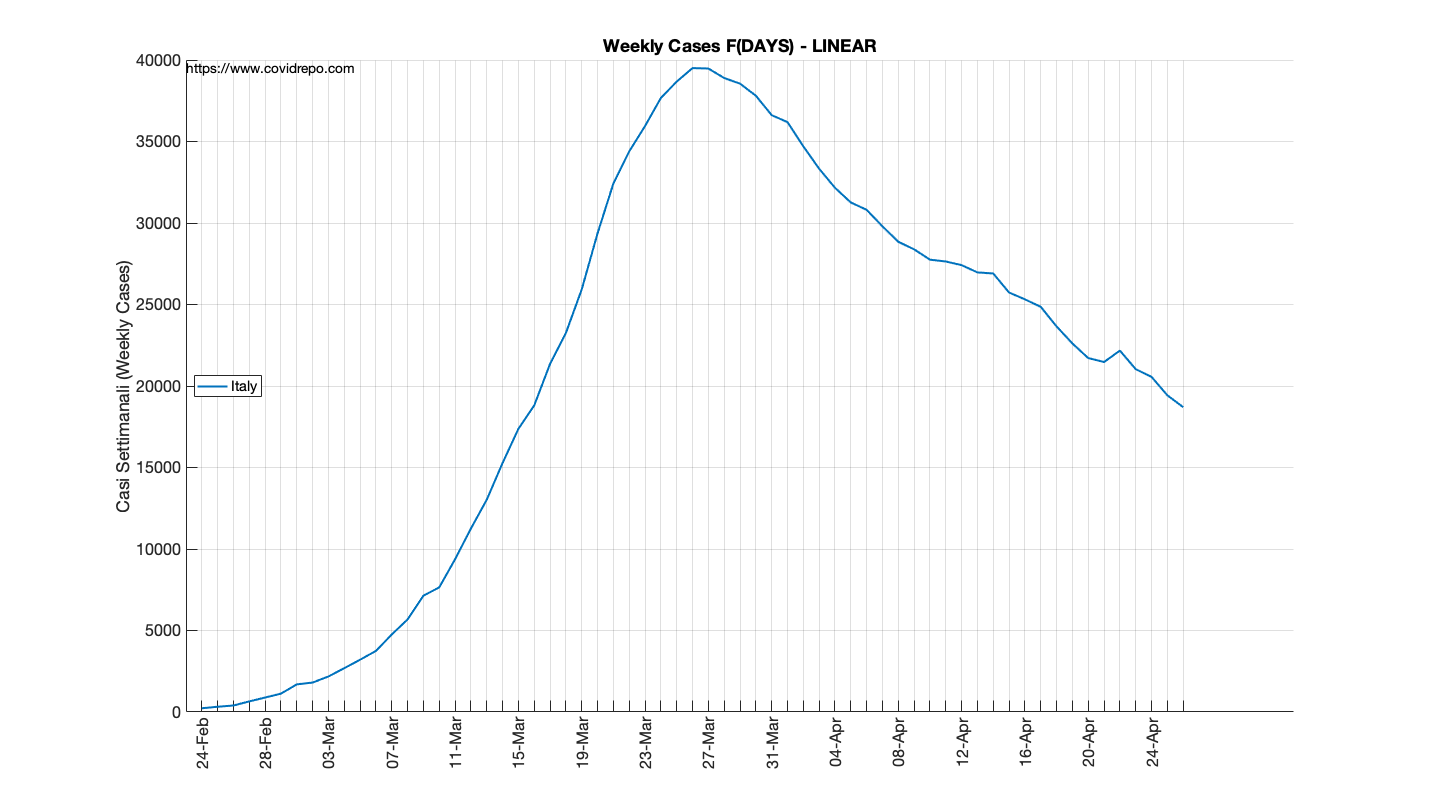 Weekly Cases F(DAYS) - LINEAR
https://www.covidrepo.com
Casi Settimanali (Weekly Cases)
40000
35000
30000
25000
20000
15000
10000
5000
0
Italy
24-Feb
28-Feb
03-Mar
07-Mar
11-Mar
15-Mar
19-Mar
23-Mar
27-Mar
31-Mar
04-Apr
08-Apr
12-Apr
16-Apr
20-Apr
24-Apr